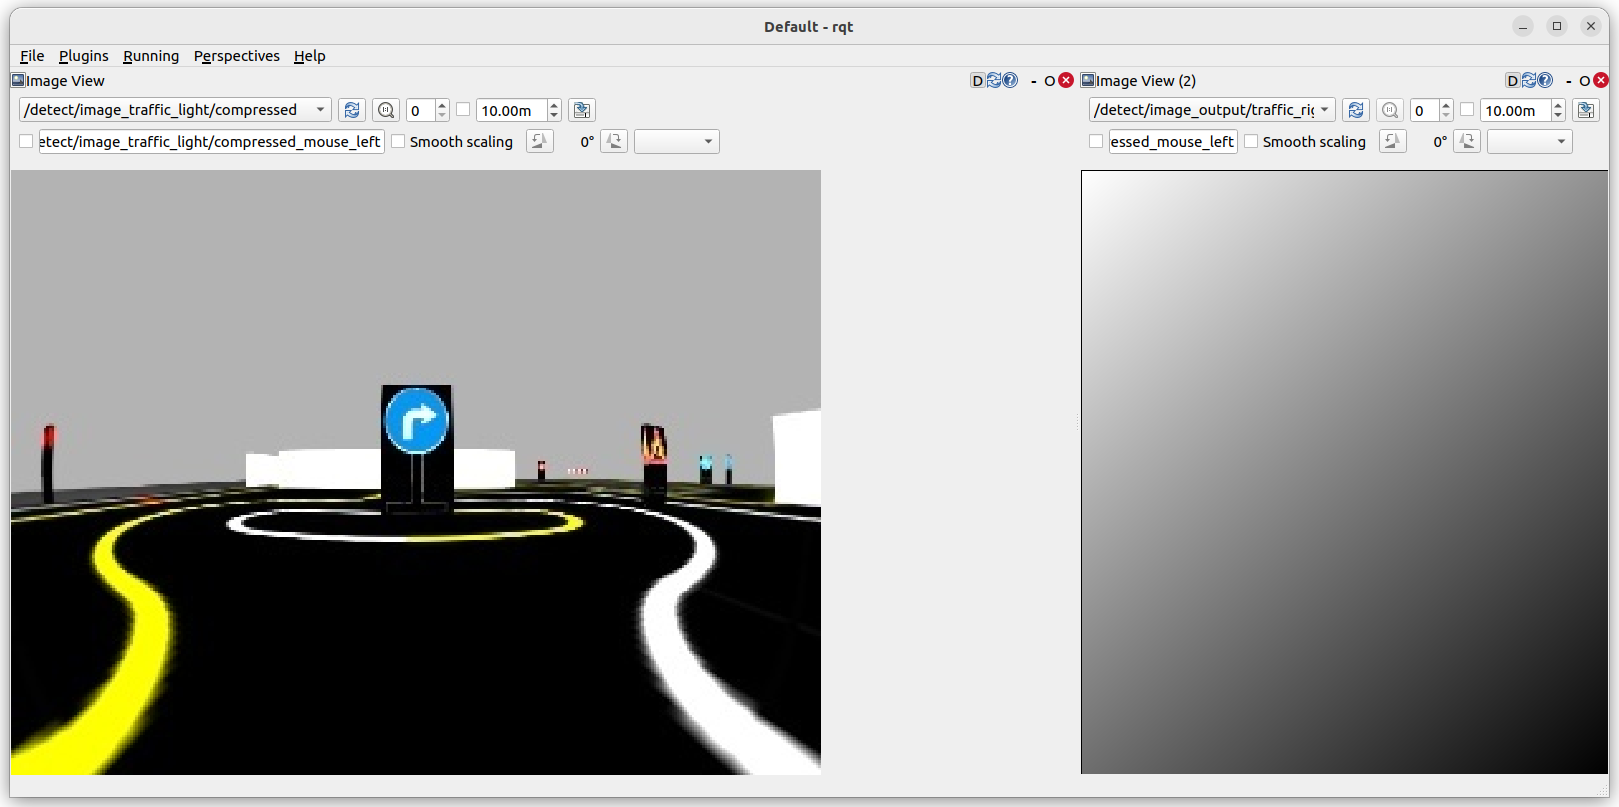 Default - rqt
File Plugins Running Perspectives Help
Image View
D - O
/detect/image_traffic_light/compressed 0 10.00m
etect/image_traffic_light/compressed_mouse_left Smooth scaling 0°
Image View (2)
D - O
/detect/image_output/traffic_rig 0 10.00m
essed_mouse_left Smooth scaling 0°